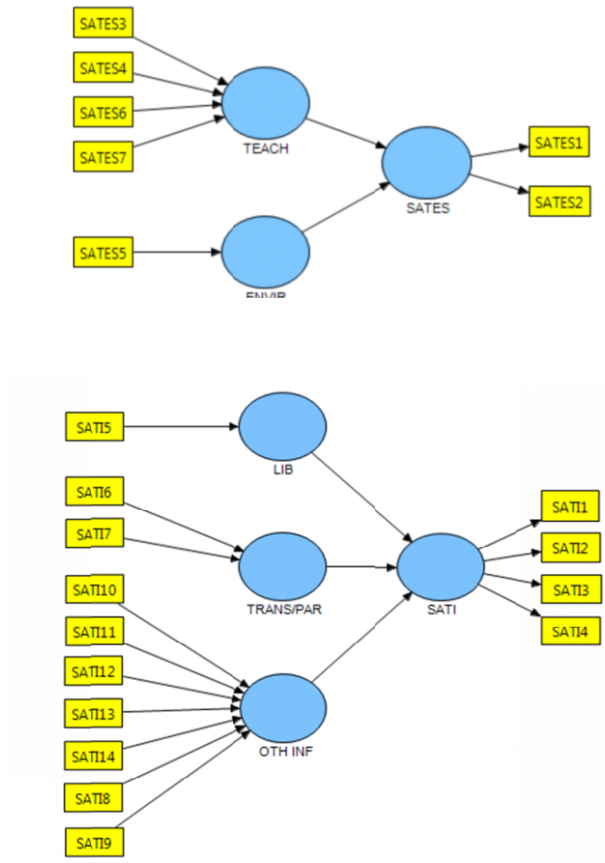 SATES3
SATES4
SATES6
SATES7
TEACH
SATES1
SATES2
SATES
SATES5
ENVIR
SATI5
LIB
SATI6
SATI7
TRANS/PAR
SATI1
SATI2
SATI3
SATI4
SATI
SATI10
SATI11
SATI12
SATI13
SATI14
SATI8
SATI9
OTH INF